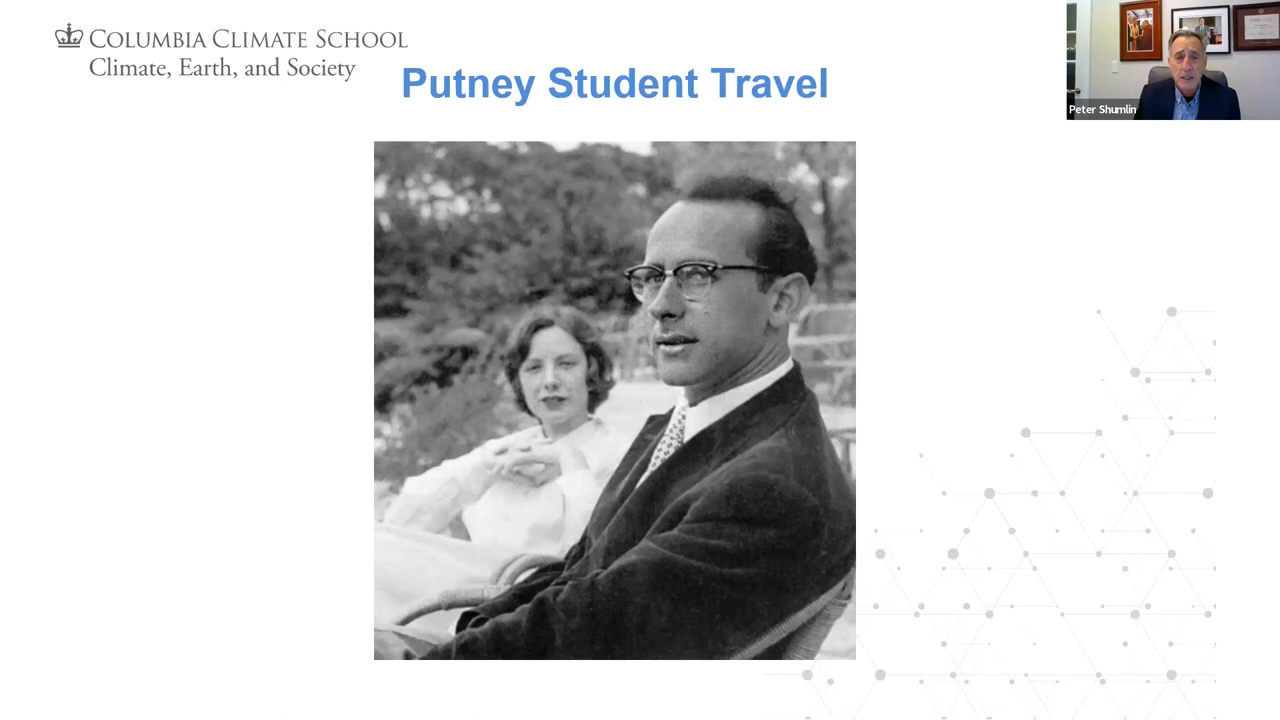 COLUMBIA CLIMATE SCHOOL
Climate, Earth, and Society
Putney Student Travel
Peter Shumlin